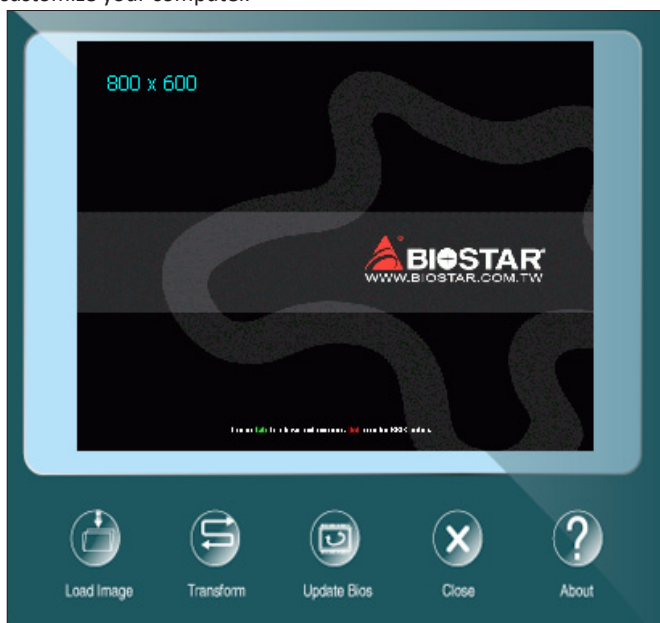 customize your computer.
800 x 600
BIOSTAR
WWW.BIOSTAR.COM.TW
Load Image
Transform
Update Bios
Close
About